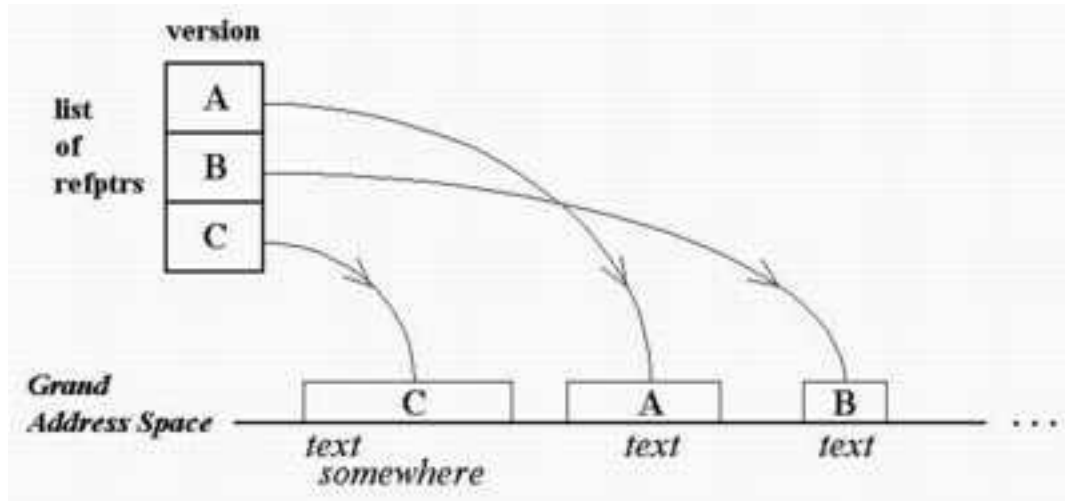 version
list
of
refptrs
A
B
C
Grand
Address Space
C
A
B
. . .
text
somewhere
text
text